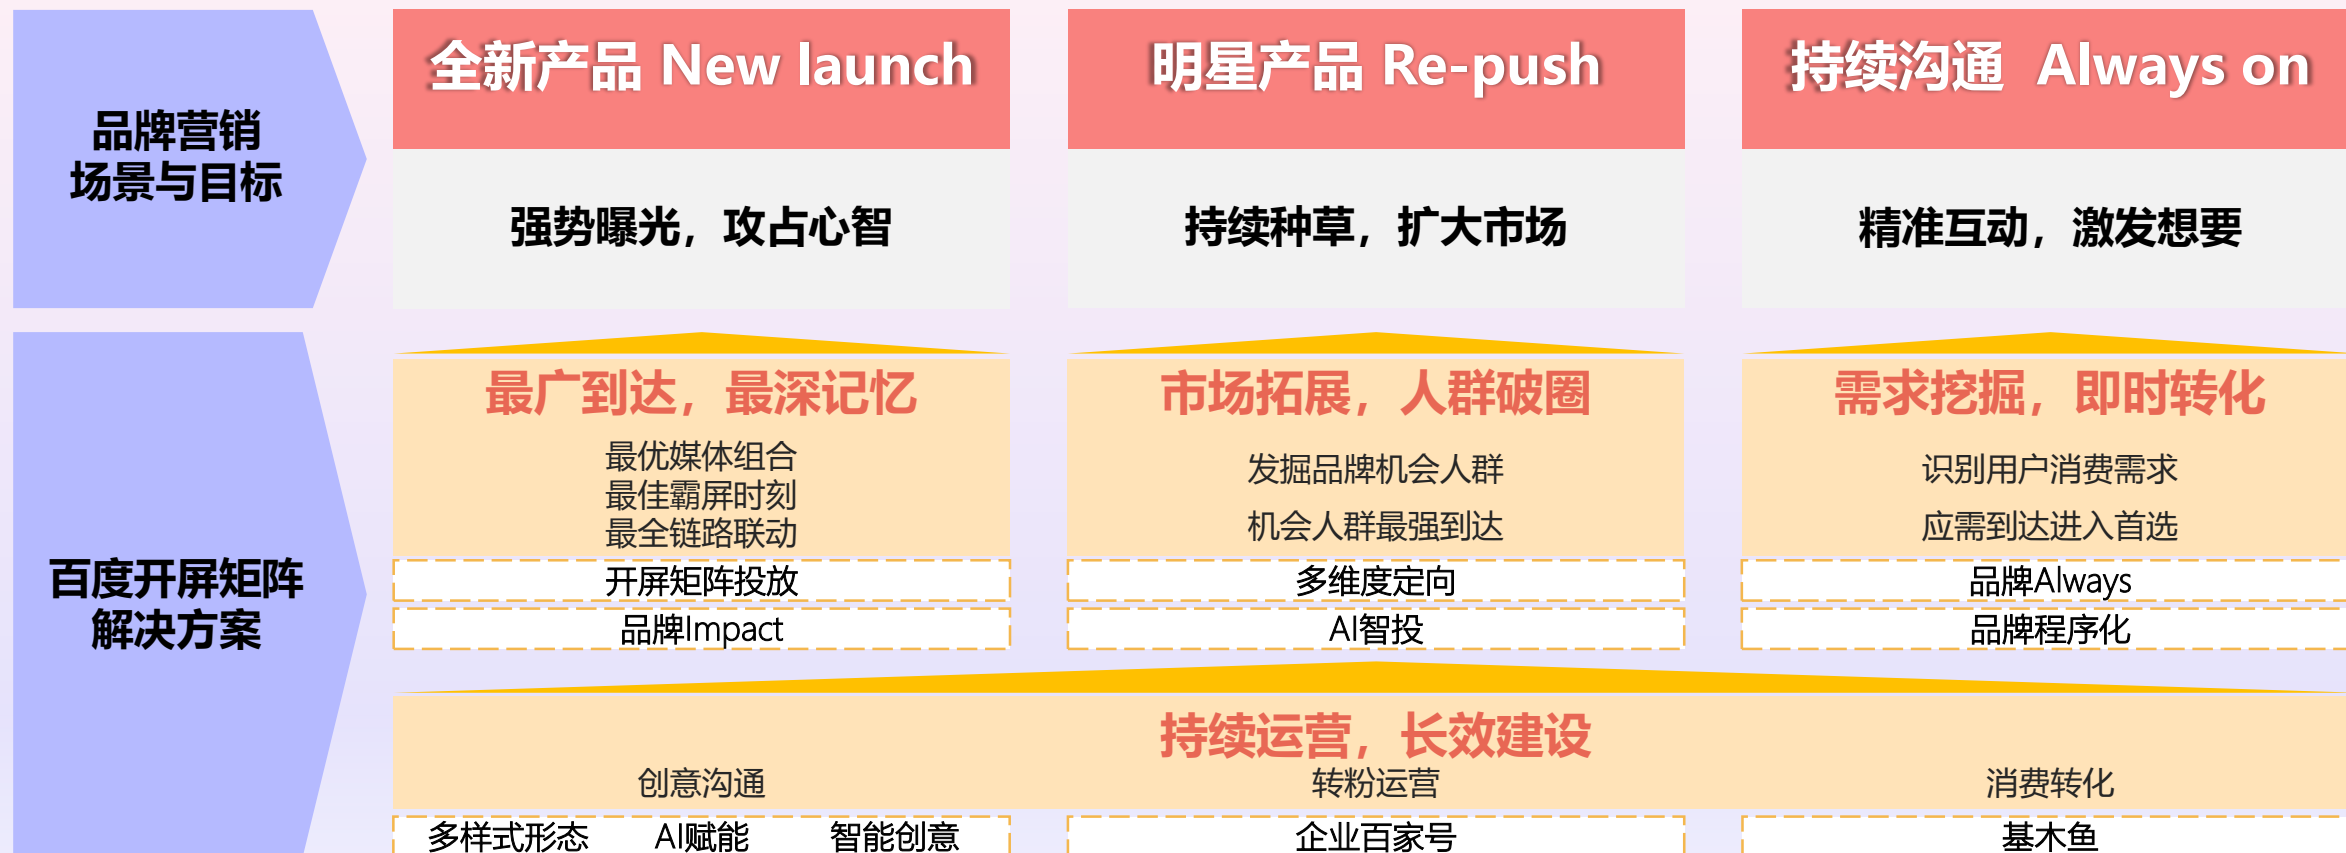 品牌营销
场景与目标
全新产品 New launch
明星产品 Re-push
持续沟通 Always on
强势曝光，攻占心智
持续种草，扩大市场
精准互动，激发想要
百度开屏矩阵
解决方案
最广到达，最深记忆
最优媒体组合
最佳霸屏时刻
最全链路联动
开屏矩阵投放
品牌Impact
市场拓展，人群破圈
发掘品牌机会人群
机会人群最强到达
多维度定向
AI智投
需求挖掘，即时转化
识别用户消费需求
应需到达进入首选
品牌Always
品牌程序化
持续运营，长效建设
创意沟通
转粉运营
消费转化
多样式形态 AI赋能 智能创意
企业百家号
基木鱼